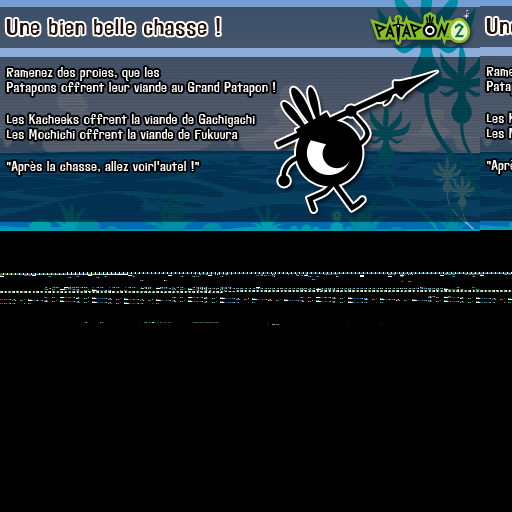 Une bien belle chasse !
PATAPON 2
Ramenez des proies, que les
Patapons offrent leur viande au Grand Patapon !
Les Kacheeks offrent la viande de Gachigachi
Les Mochichi offrent la viande de Fukuura
"Après la chasse, allez voirl'autel !"